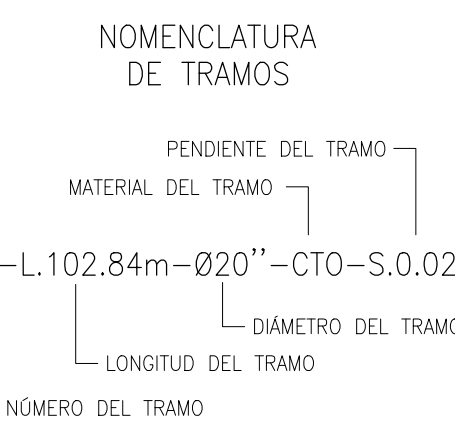 NOMENCLATURA
DE TRAMOS
PENDIENTE DEL TRAMO
MATERIAL DEL TRAMO
-L.102.84m-Ø20''-CTO-S.0.02
DIÁMETRO DEL TRAMO
LONGITUD DEL TRAMO
NÚMERO DEL TRAMO